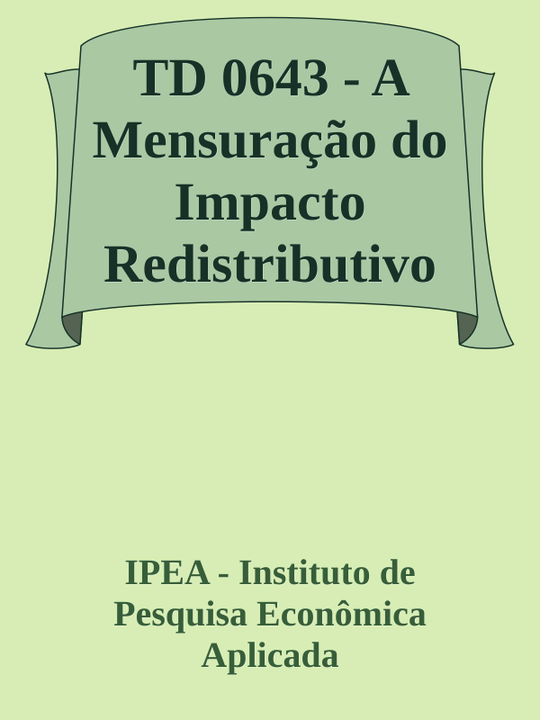 TD 0643 - A
Mensuração do
Impacto
Redistributivo
IPEA - Instituto de
Pesquisa Econômica
Aplicada